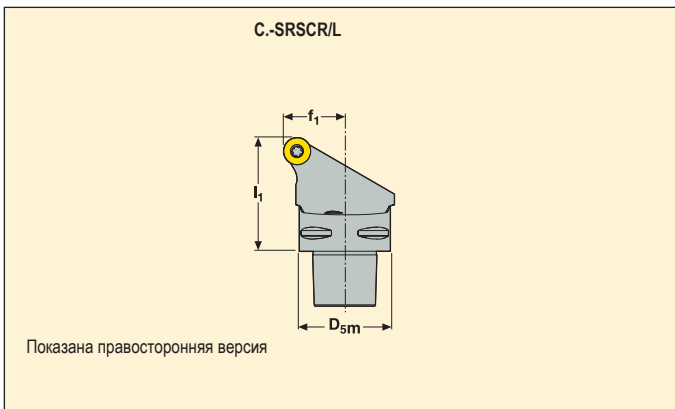 C.-SRSCR/L
f₁
l₁
D₅ₘ
Показана правосторонняя версия